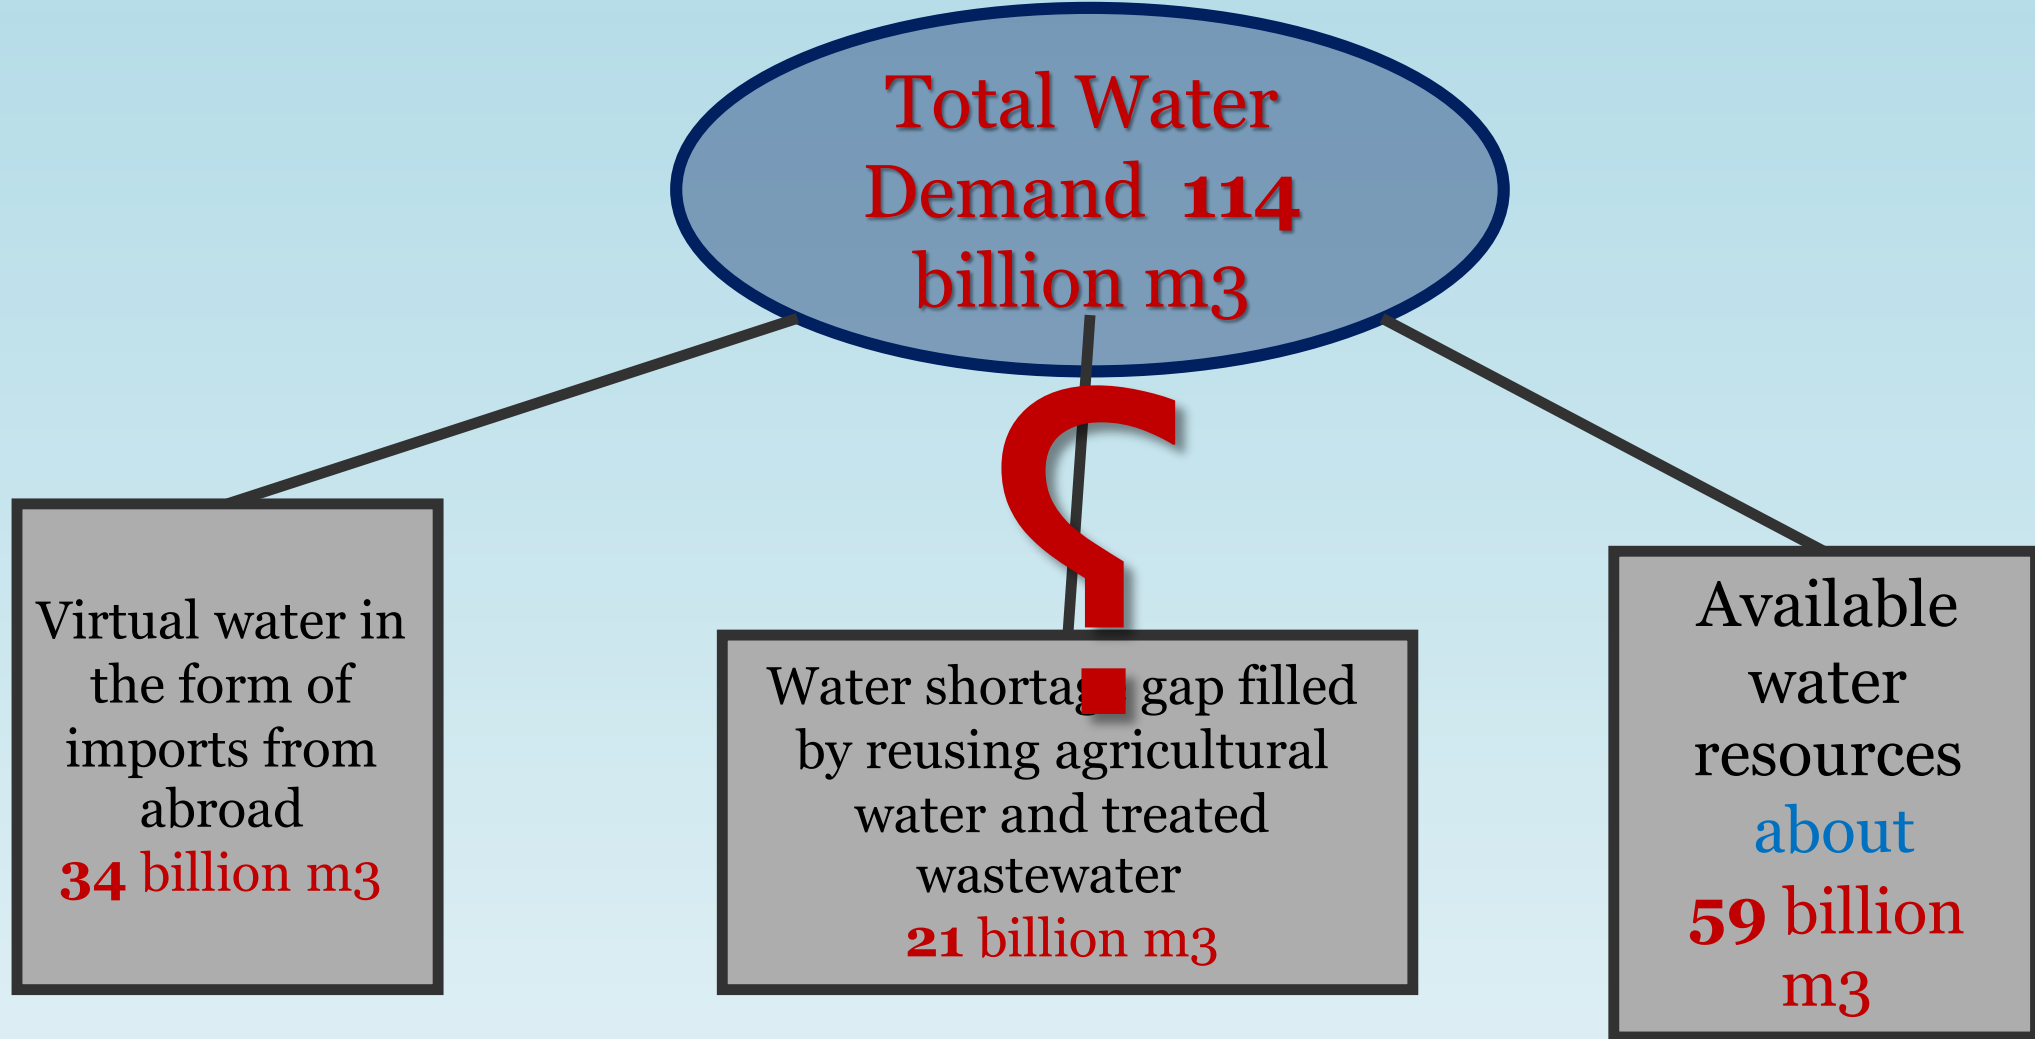 Total Water
Demand 114
billion m3
؟
Virtual water in
the form of
imports from
abroad
34 billion m3
Water shortage gap filled
by reusing agricultural
water and treated
wastewater
21 billion m3
Available
water
resources
about
59 billion
m3